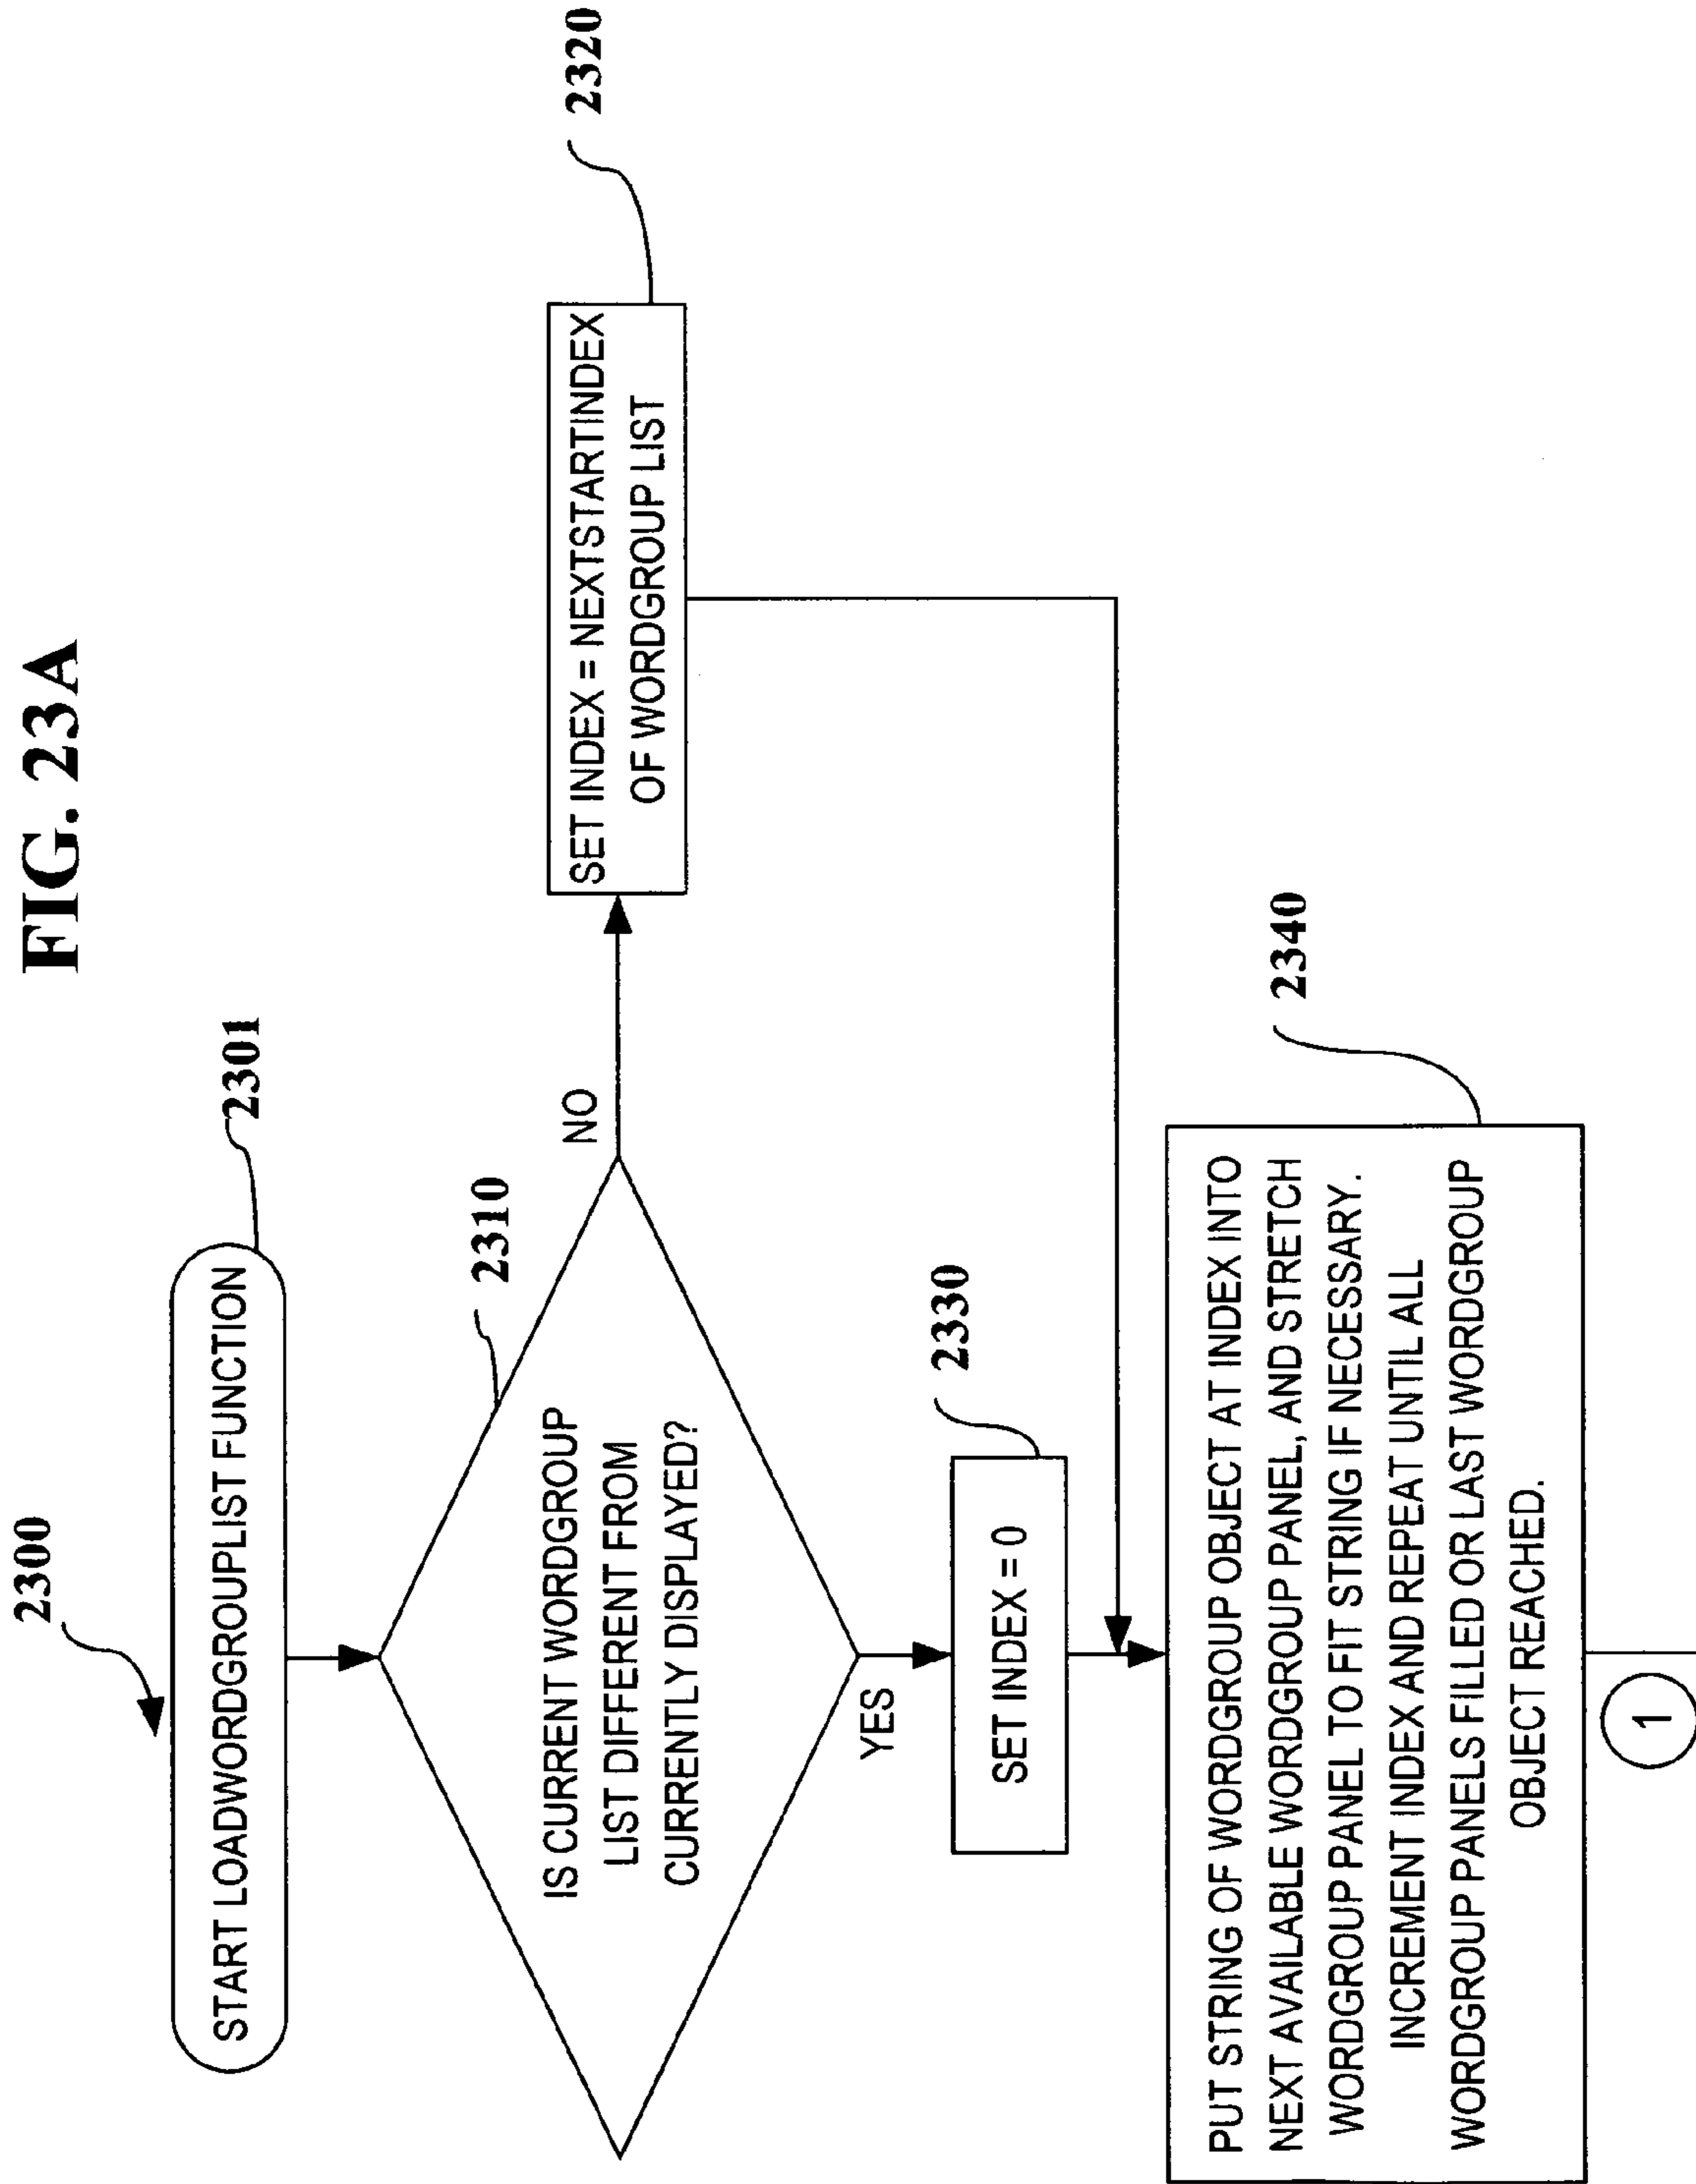 FIG. 23A
2300
START LOADWORDGROUPLIST FUNCTION
2301
2310
IS CURRENT WORDGROUP
LIST DIFFERENT FROM
CURRENTLY DISPLAYED?
NO
2320
SET INDEX = NEXTSTARTINDEX
OF WORDGROUP LIST
YES
2330
SET INDEX = 0
2340
PUT STRING OF WORDGROUP OBJECT AT INDEX INTO
NEXT AVAILABLE WORDGROUP PANEL, AND STRETCH
WORDGROUP PANEL TO FIT STRING IF NECESSARY.
INCREMENT INDEX AND REPEAT UNTIL ALL
WORDGROUP PANELS FILLED OR LAST WORDGROUP
OBJECT REACHED.
1